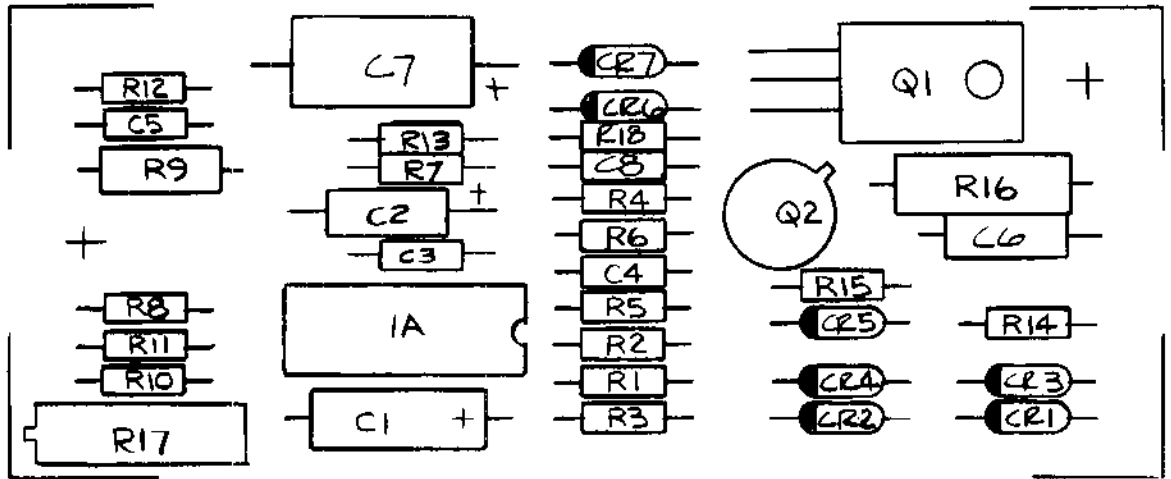 R12
C5
R9
R8
R11
R10
R17
C7
+
R13
R7
C2
+
C3
1A
C1
+
CR7
CR6
R18
C8
R4
R6
C4
R5
R2
R1
R3
Q1
Q2
R16
C6
R15
CR5
R14
CR4
CR3
CR2
CR1